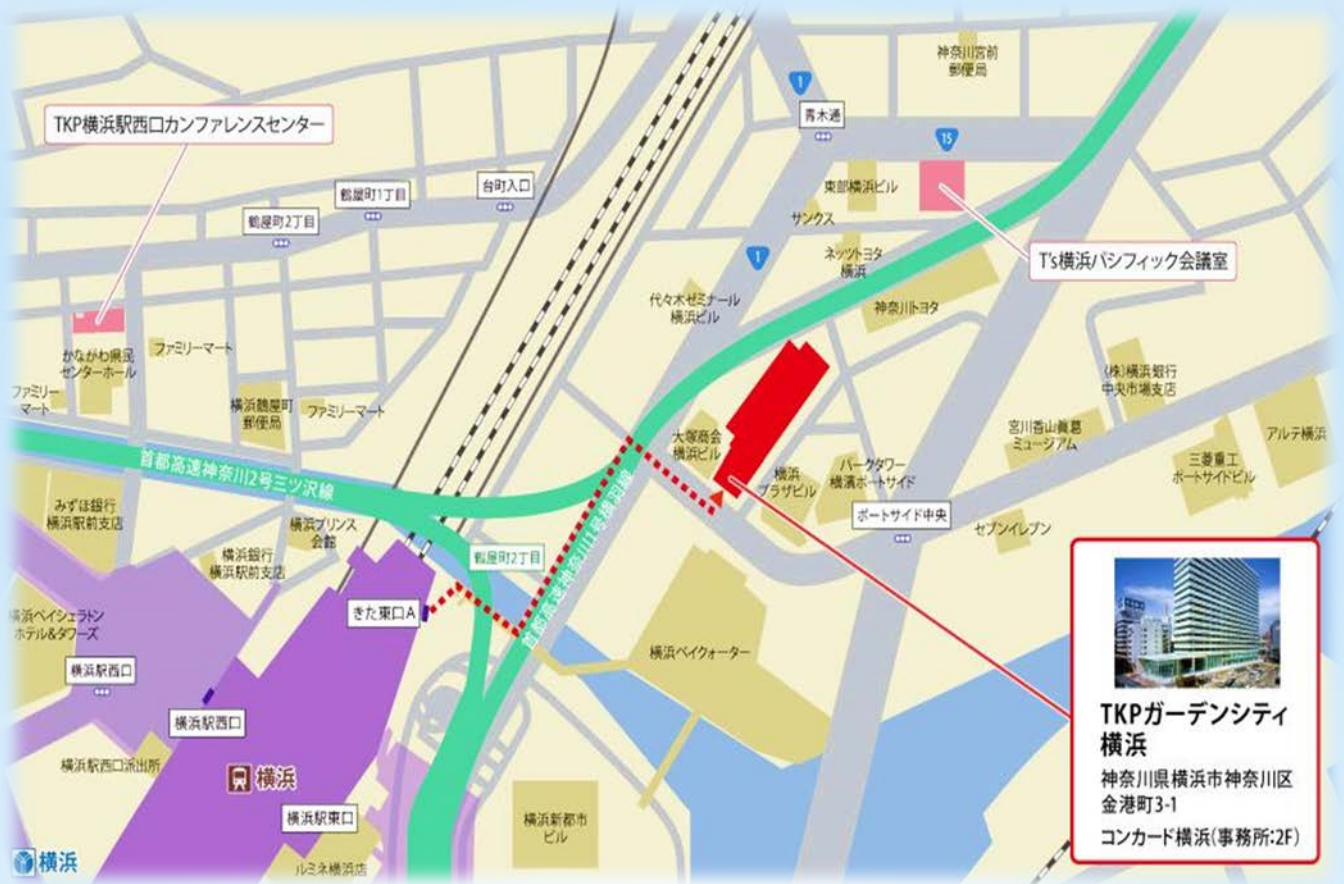 神奈川宮前
郵便局
1
青木通
15
TKP横浜駅西口カンファレンスセンター
鶴屋町1丁目
台町入口
鶴屋町2丁目
東部横浜ビル
サンクス
1
ネッツトヨタ
横浜
T's横浜パシフィック会議室
代々木ゼミナール
横浜ビル
神奈川トヨタ
かながわ県民
センターホール
ファミリーマート
ファミリー
マート
横浜鶴屋町
郵便局
ファミリーマート
(株)横浜銀行
中央市場支店
大塚商会
横浜ビル
宮川香山眞葛
ミュージアム
アルテ横浜
首都高速神奈川2号三ツ沢線
横浜
プラザビル
パークタワー
横濱ポートサイド
三菱重工
ポートサイドビル
みずほ銀行
横浜駅前支店
横浜プリンス
会館
ポートサイド中央
セブンイレブン
首都高速神奈川1号横羽線
横浜銀行
横浜駅前支店
鶴屋町2丁目
きた東口A
横浜ベイシェラトン
ホテル&タワーズ
横浜ベイクォーター
横浜駅西口
横浜駅西口
横浜駅西口派出所
横浜
横浜駅東口
横浜新都市
ビル
ルミネ横浜店
横浜
TKPガーデンシティ
横浜
神奈川県横浜市神奈川区
金港町3-1
コンカード横浜(事務所:2F)